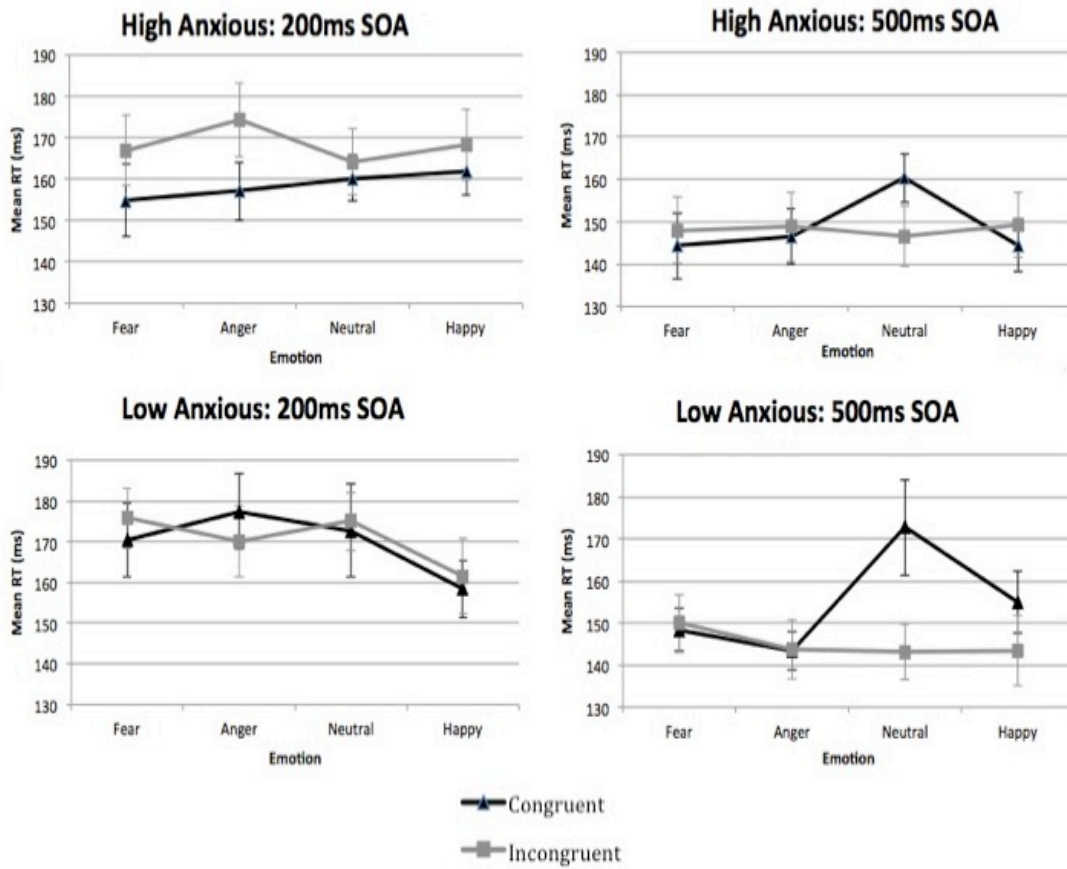 High Anxious: 200ms SOA
190
180
170
160
150
140
130
Mean RT (ms)
Fear Anger Neutral Happy
Emotion
High Anxious: 500ms SOA
190
180
170
160
150
140
130
Mean RT (ms)
Fear Anger Neutral Happy
Emotion
Low Anxious: 200ms SOA
190
180
170
160
150
140
130
Mean RT (ms)
Fear Anger Neutral Happy
Emotion
Low Anxious: 500ms SOA
190
180
170
160
150
140
130
Mean RT (ms)
Fear Anger Neutral Happy
Emotion
Congruent
Incongruent